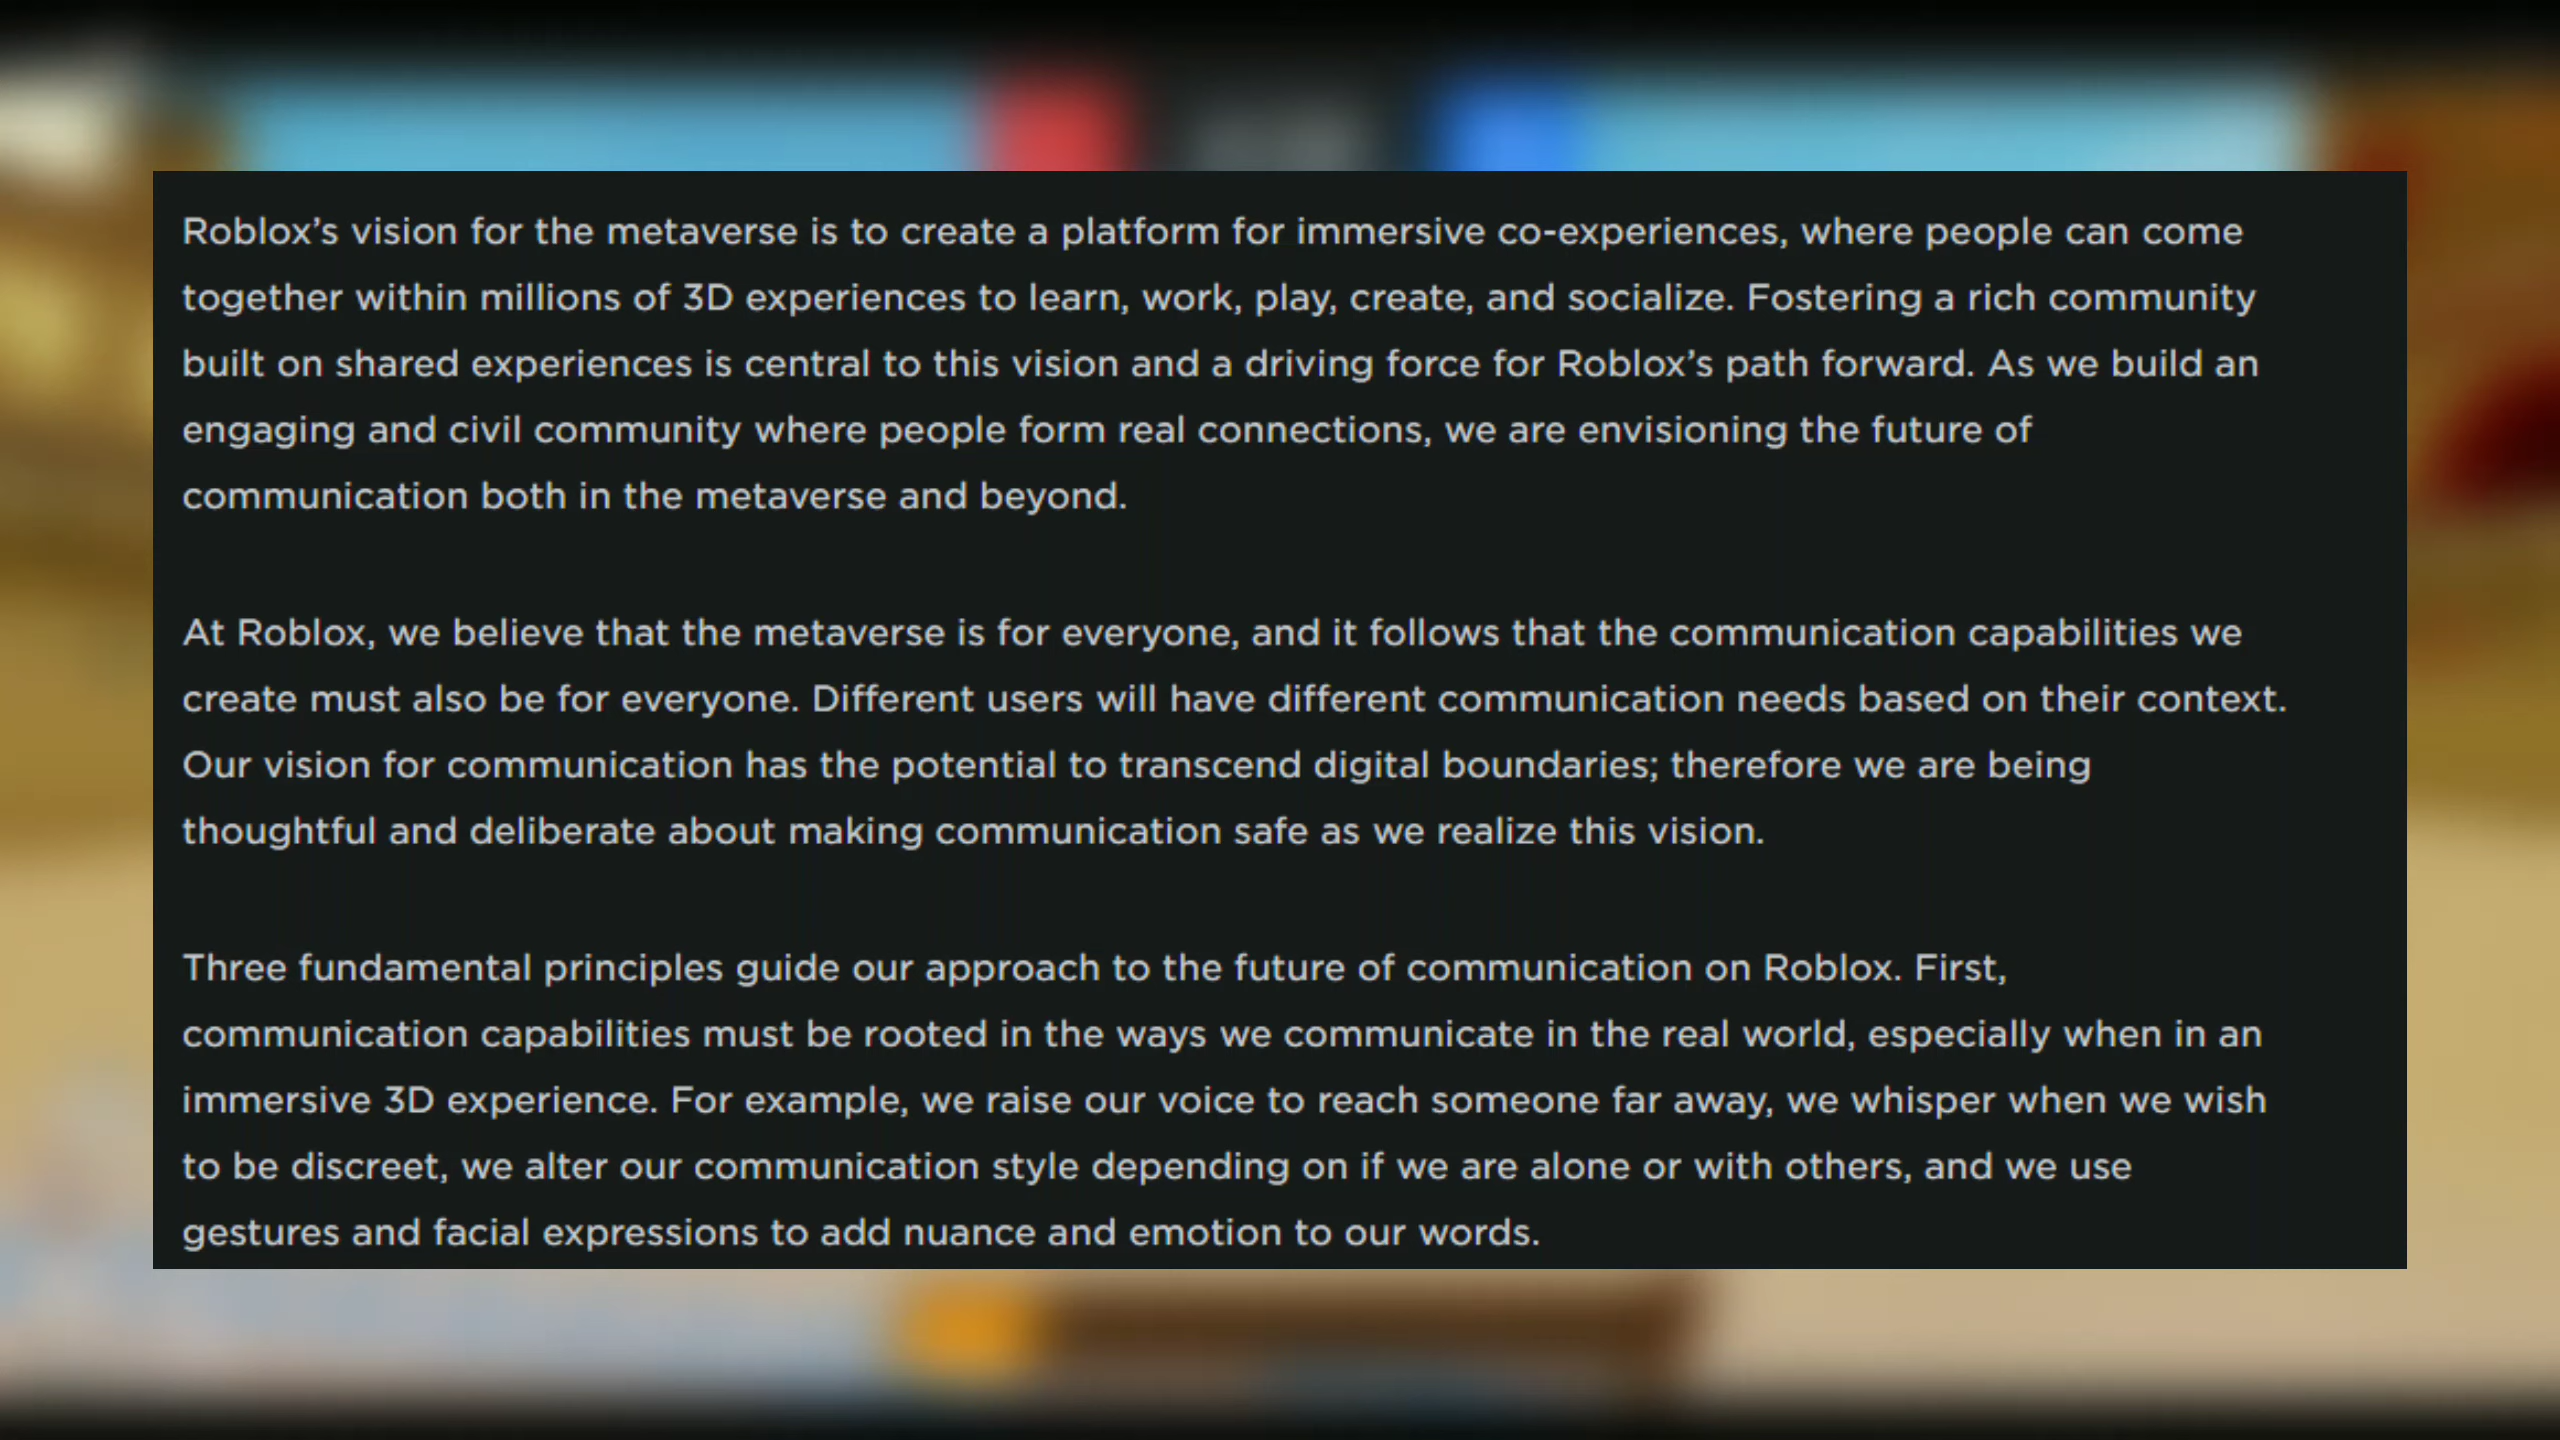 Roblox’s vision for the metaverse is to create a platform for immersive co-experiences, where people can come
together within millions of 3D experiences to learn, work, play, create, and socialize. Fostering a rich community
built on shared experiences is central to this vision and a driving force for Roblox’s path forward. As we build an
engaging and civil community where people form real connections, we are envisioning the future of
communication both in the metaverse and beyond.
At Roblox, we believe that the metaverse is for everyone, and it follows that the communication capabilities we
create must also be for everyone. Different users will have different communication needs based on their context.
Our vision for communication has the potential to transcend digital boundaries; therefore we are being
thoughtful and deliberate about making communication safe as we realize this vision.
Three fundamental principles guide our approach to the future of communication on Roblox. First,
communication capabilities must be rooted in the ways we communicate in the real world, especially when in an
immersive 3D experience. For example, we raise our voice to reach someone far away, we whisper when we wish
to be discreet, we alter our communication style depending on if we are alone or with others, and we use
gestures and facial expressions to add nuance and emotion to our words.